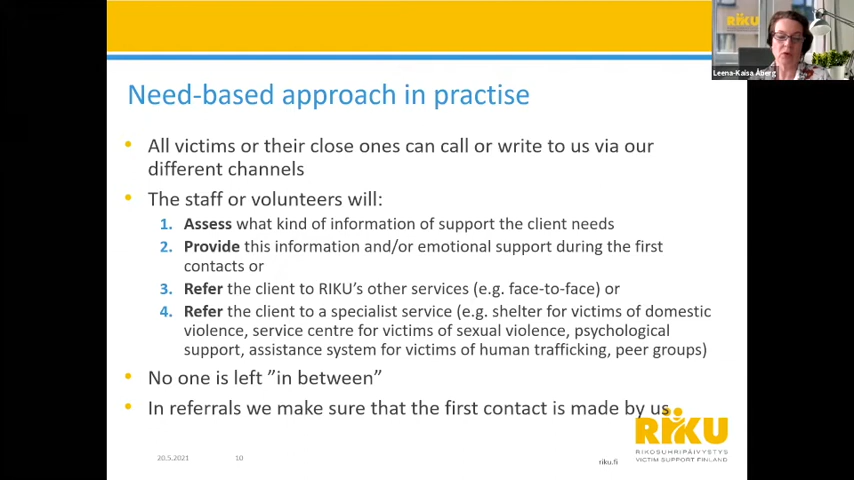 RIKU
Leena-Kaisa Åberg
Need-based approach in practise
• All victims or their close ones can call or write to us via our
different channels
• The staff or volunteers will:
1. Assess what kind of information of support the client needs
2. Provide this information and/or emotional support during the first
contacts or
3. Refer the client to RIKU's other services (e.g. face-to-face) or
4. Refer the client to a specialist service (e.g. shelter for victims of domestic
violence, service centre for victims of sexual violence, psychological
support, assistance system for victims of human trafficking, peer groups)
• No one is left ”in between”
• In referrals we make sure that the first contact is made by us
RIKU
RIKOSUHRIPÄIVYSTYS
VICTIM SUPPORT FINLAND
20.5.2021
10
riku.fi